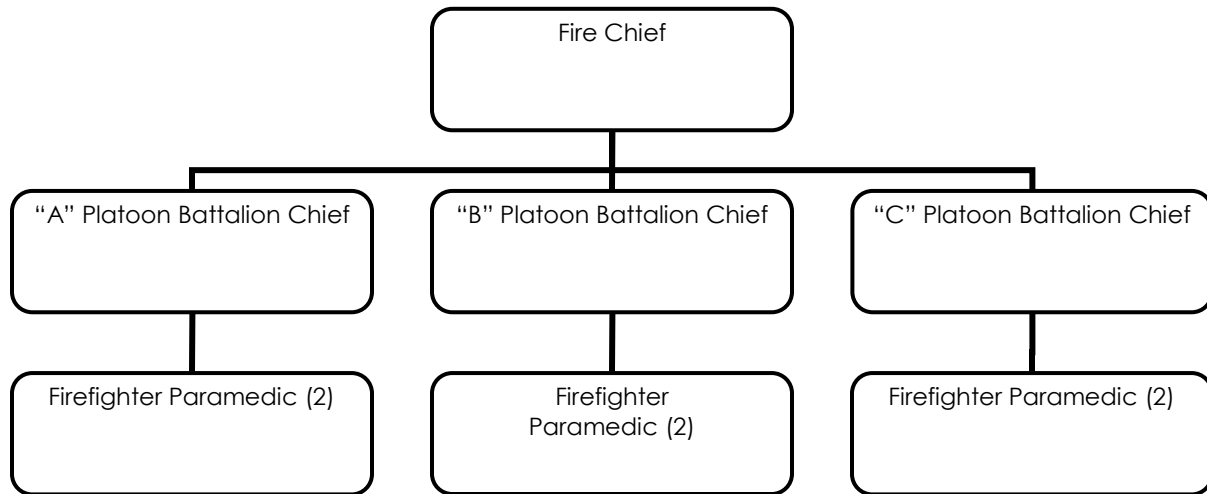 Fire Chief
“A” Platoon Battalion Chief
“B” Platoon Battalion Chief
“C” Platoon Battalion Chief
Firefighter Paramedic (2)
Firefighter
Paramedic (2)
Firefighter Paramedic (2)